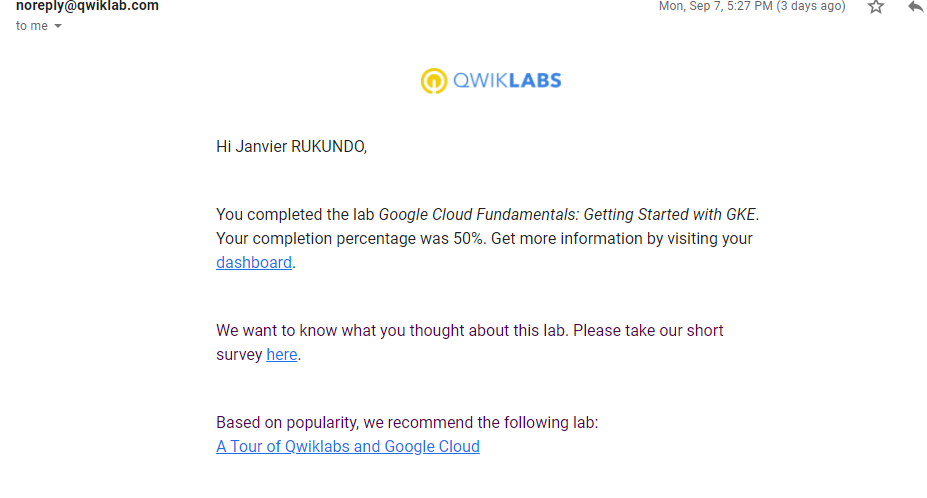 noreply@qwiklab.com
Mon, Sep 7, 5:27 PM (3 days ago)
to me
QWIKLABS
Hi Janvier RUKUNDO,
You completed the lab Google Cloud Fundamentals: Getting Started with GKE.
Your completion percentage was 50%. Get more information by visiting your
dashboard.
We want to know what you thought about this lab. Please take our short
survey here.
Based on popularity, we recommend the following lab:
A Tour of Qwiklabs and Google Cloud